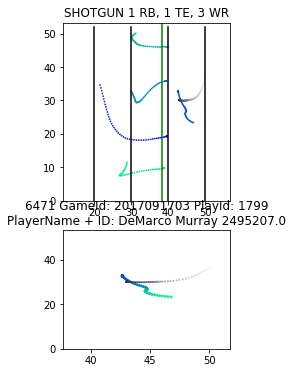 SHOTGUN 1 RB, 1 TE, 3 WR
50
40
30
20
10
0
20 30 40 50
6471 GameId: 2017091703 PlayId: 1799
PlayerName + ID: DeMarco Murray 2495207.0
40
20
0
40 45 50